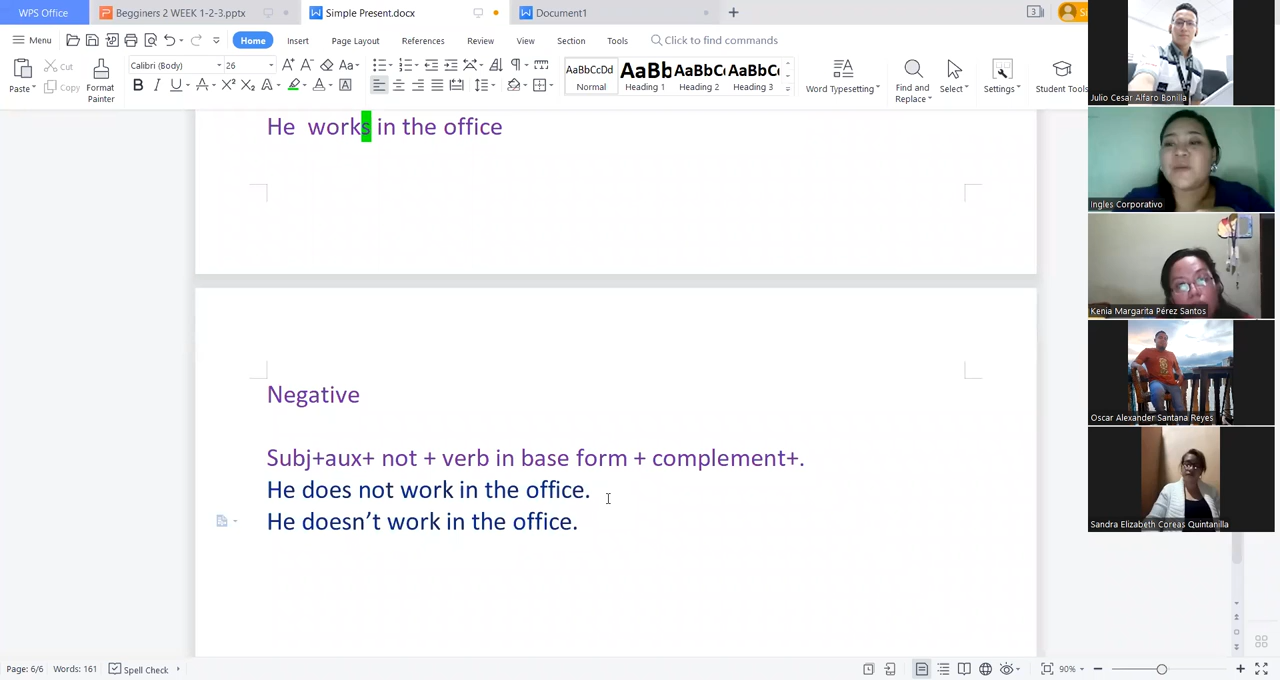 WPS Office
Begginers 2 WEEK 1-2-3.pptx
Simple Present.docx
Document1
+
3
Menu
Home
Insert
Page Layout
References
Review
View
Section
Tools
Click to find commands
Paste
Cut
Copy
Format Painter
Calibri (Body)
26
AaBbCcDd
Normal
Heading 1
Heading 2
Heading 3
Word Typesetting
Find and Replace
Select
Settings
Student Tools
He works in the office
Negative
Subj+aux+ not + verb in base form + complement+.
He does not work in the office.
He doesn’t work in the office.
Julio Cesar Alfaro Bonilla
Ingles Corporativo
Kenia Margarita Pérez Santos
Oscar Alexander Santana Reyes
Sandra Elizabeth Coreas Quintanilla
Page: 6/6
Words: 161
Spell Check
90%